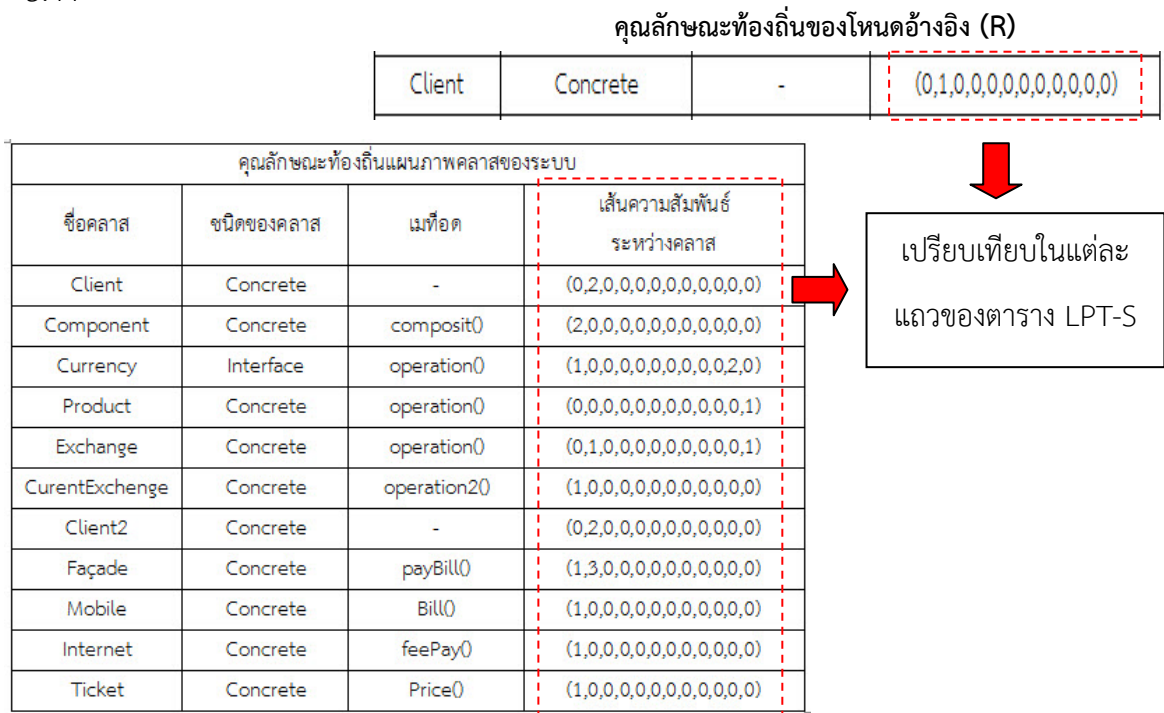 คุณลักษณะท้องถิ่นของโหนดอ้างอิง (R)
Client Concrete - (0,1,0,0,0,0,0,0,0,0,0,0)
คุณลักษณะท้องถิ่นแผนภาพคลาสของระบบ
ชื่อคลาส ชนิดของคลาส เมท็อด เส้นความสัมพันธ์
ระหว่างคลาส
Client Concrete - (0,2,0,0,0,0,0,0,0,0,0,0)
Component Concrete composit() (2,0,0,0,0,0,0,0,0,0,0,0)
Currency Interface operation() (1,0,0,0,0,0,0,0,0,0,2,0)
Product Concrete operation() (0,0,0,0,0,0,0,0,0,0,0,1)
Exchange Concrete operation() (0,1,0,0,0,0,0,0,0,0,0,1)
CurentExchenge Concrete operation2() (1,0,0,0,0,0,0,0,0,0,0,0)
Client2 Concrete - (0,2,0,0,0,0,0,0,0,0,0,0)
Façade Concrete payBill() (1,3,0,0,0,0,0,0,0,0,0,0)
Mobile Concrete Bill() (1,0,0,0,0,0,0,0,0,0,0,0)
Internet Concrete feePay() (1,0,0,0,0,0,0,0,0,0,0,0)
Ticket Concrete Price() (1,0,0,0,0,0,0,0,0,0,0,0)
เปรียบเทียบในแต่ละ
แถวของตาราง LPT-S